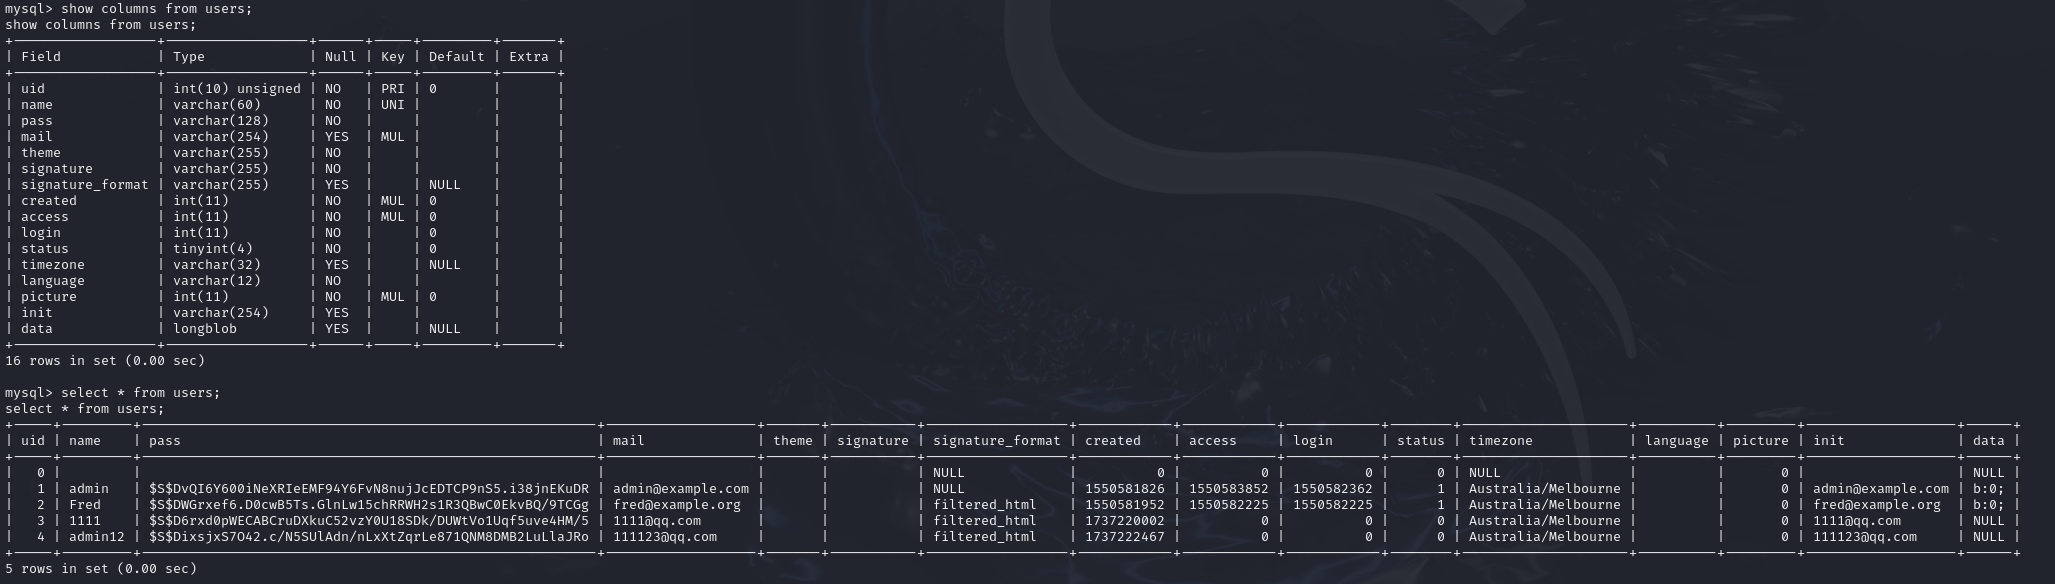 mysql> show columns from users;
show columns from users;
| Field | Type | Null | Key | Default | Extra |
| uid | int(10) unsigned | NO | PRI | 0 | |
| name | varchar(60) | NO | UNI | | |
| pass | varchar(128) | NO | | | |
| mail | varchar(254) | YES | MUL | | |
| theme | varchar(255) | NO | | | |
| signature | varchar(255) | NO | | | |
| signature_format | varchar(255) | YES | | NULL | |
| created | int(11) | NO | MUL | 0 | |
| access | int(11) | NO | MUL | 0 | |
| login | int(11) | NO | | 0 | |
| status | tinyint(4) | NO | | 0 | |
| timezone | varchar(32) | YES | | NULL | |
| language | varchar(12) | NO | | | |
| picture | int(11) | NO | MUL | 0 | |
| init | varchar(254) | YES | | | |
| data | longblob | YES | | NULL | |
16 rows in set (0.00 sec)
mysql> select * from users;
select * from users;
| uid | name | pass | mail | theme | signature | signature_format | created | access | login | status | timezone | language | picture | init | data |
| 0 | | | | | | NULL | 0 | 0 | 0 | 0 | NULL | | 0 | | NULL |
| 1 | admin | $S$DvQI6Y600iNeXRIeEMF94Y6FvN8nujJcEDTCP9nS5.i38jnEKuDR | admin@example.com | | | NULL | 1550581826 | 1550583852 | 1550582362 | 1 | Australia/Melbourne | | 0 | admin@example.com | b:0; |
| 2 | Fred | $S$DWGrxef6.D0cwB5Ts.GlnLw15chRRWH2s1R3QBwC0EkvBQ/9TCGg | fred@example.org | | | filtered_html | 1550581952 | 1550582225 | 1550582225 | 1 | Australia/Melbourne | | 0 | fred@example.org | b:0; |
| 3 | 1111 | $S$D6rxd0pWECABCruDXkuC52vzY0U18SDk/DUWtVo1Uqf5uve4HM/5 | 1111@qq.com | | | filtered_html | 1737220002 | 0 | 0 | 0 | Australia/Melbourne | | 0 | 1111@qq.com | NULL |
| 4 | admin12 | $S$DixsjxS7O42.c/N5SUlAdn/nLxXtZqrLe871QNM8DMB2LuLlaJRo | 111123@qq.com | | | filtered_html | 1737222467 | 0 | 0 | 0 | Australia/Melbourne | | 0 | 111123@qq.com | NULL |
5 rows in set (0.00 sec)